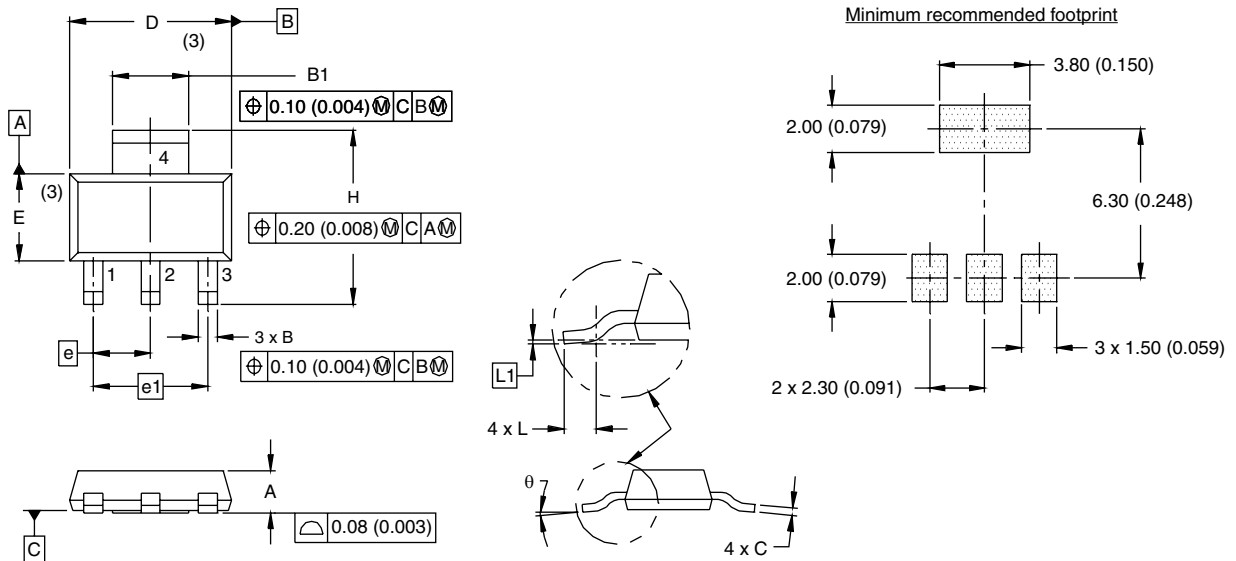 Minimum recommended footprint
D
B
(3)
B1
3.80 (0.150)
⌖ 0.10 (0.004) Ⓜ C B Ⓜ
A
2.00 (0.079)
4
(3)
E
H
6.30 (0.248)
⌖ 0.20 (0.008) Ⓜ C A Ⓜ
1
2
3
2.00 (0.079)
3 x B
e
⌖ 0.10 (0.004) Ⓜ C B Ⓜ
3 x 1.50 (0.059)
L1
e1
2 x 2.30 (0.091)
4 x L
A
θ
⌓ 0.08 (0.003)
C
4 x C